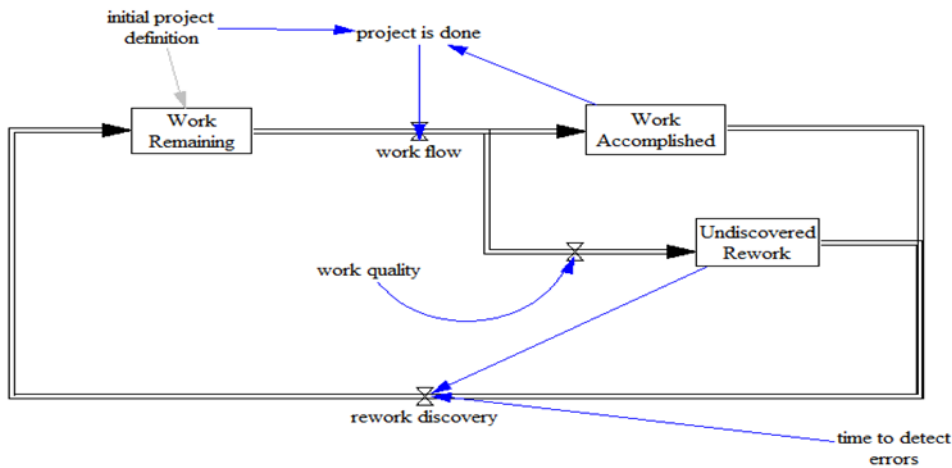 initial project
definition
project is done
Work
Remaining
work flow
Work
Accomplished
Undiscovered
Rework
work quality
rework discovery
time to detect
errors